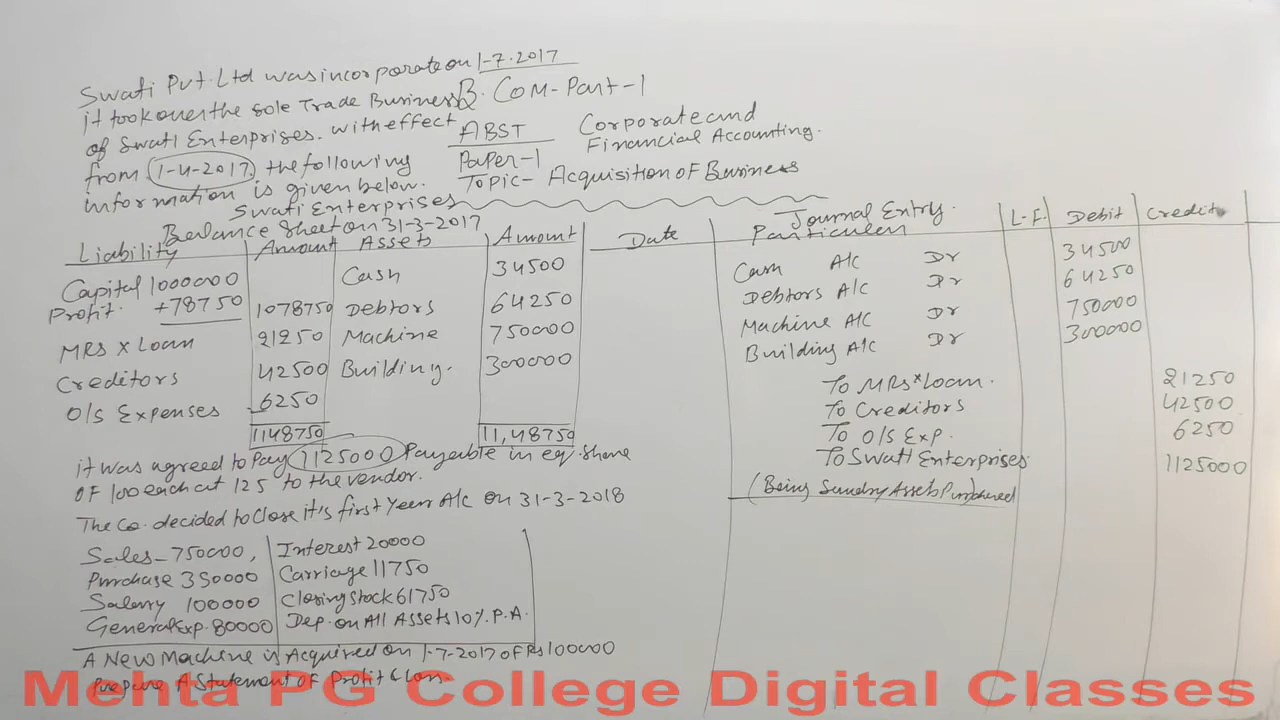 Swati Pvt. Ltd was incorporate on 1-7-2017
it took over the sole Trade Business
of Swati Enterprises. with effect
from 1-4-2017. the following
information is given below.
B. COM-Part-1
ABST
Paper-1
Corporate and
Financial Accounting.
Topic- Acquisition Of Business
Swati Enterprises
Balance Sheet on 31-3-2017
Liability Amount Assets Amount
Capital 1000000 Cash 34500
Profit. +78750 1078750 Debtors 64250
MRS X Loan 21250 Machine 750000
Creditors 42500 Building. 300000
O/S Expenses 6250
1148750 11,48750
it was agreed to Pay 1125000 Payable in eq. share
OF 100 each at 125 to the vendor.
The Co. decided to Close it's first Year A/c on 31-3-2018
Sales - 750000, Interest 20000
Purchase 350000 Carriage 11750
Salary 100000 Closing stock 61750
General Exp. 80000 Dep. on All Assets 10% P.A.
A New Machine is Acquired on 1-7-2017 of Rs 100000
Prepare A Statement of Profit & Loss.
Journal Entry.
Date Particulars L.F. Debit Credit
Cash A/c Dr 34500
Debtors A/c Dr 64250
Machine A/c Dr 750000
Building A/c Dr 300000
To MRS X Loan. 21250
To Creditors 42500
To O/S Exp. 6250
To Swati Enterprises 1125000
(Being Sundry Assets Purchased)
Menta PG College Digital Classes